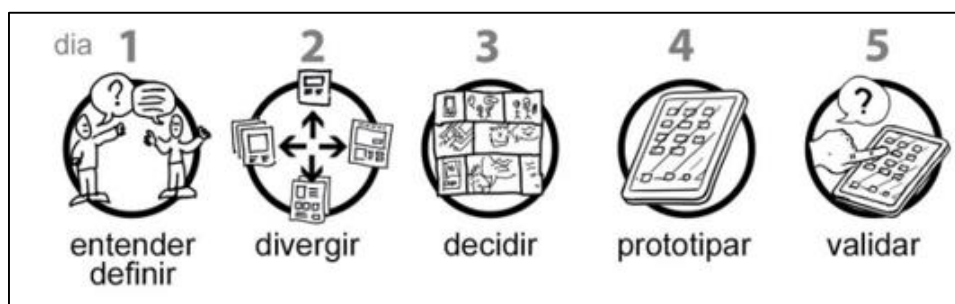 dia 1 2 3 4 5
? ?
entender divergir decidir prototipar validar
definir